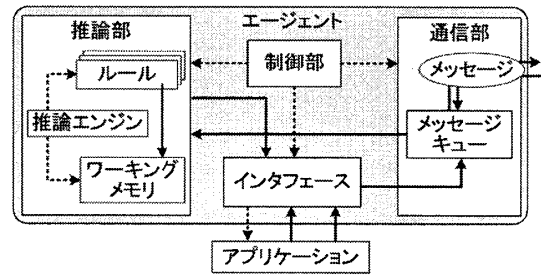 エージェント
推論部
ルール
推論エンジン
ワーキング
メモリ
制御部
インタフェース
通信部
メッセージ
メッセージ
キュー
アプリケーション